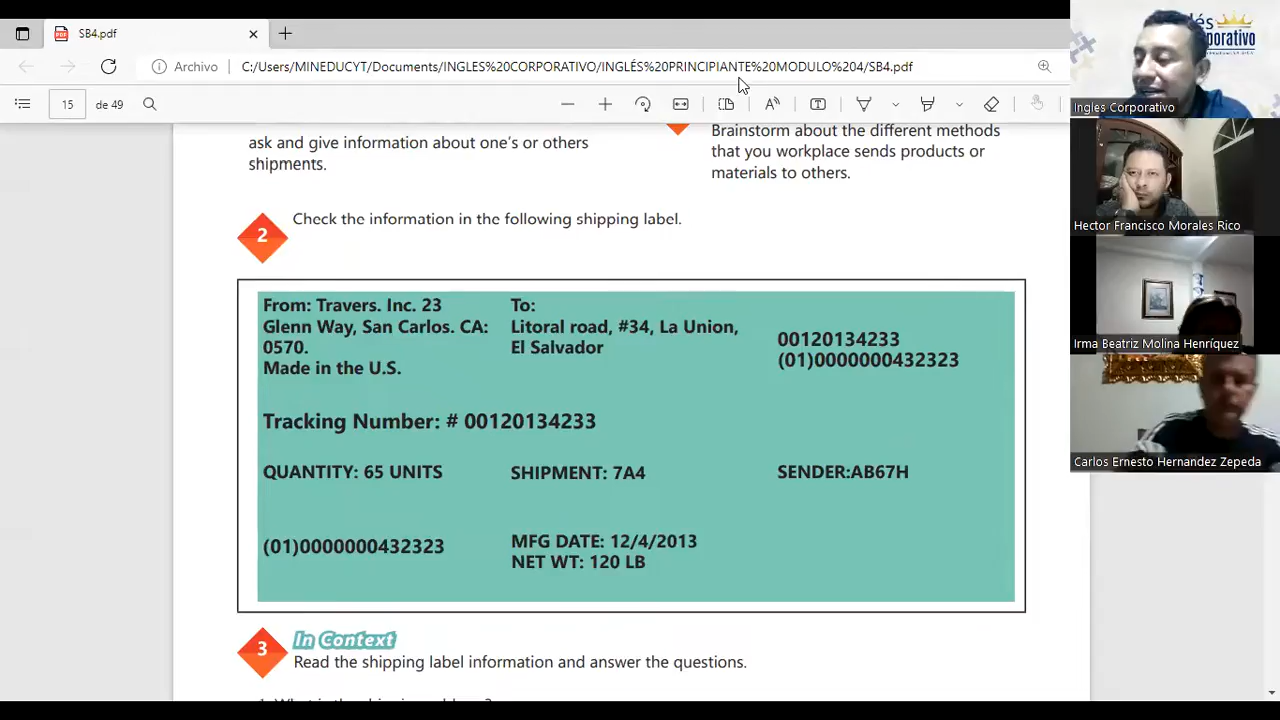 SB4.pdf
Archivo
C:/Users/MINEDUCYT/Documents/INGLES%20CORPORATIVO/INGLÉS%20PRINCIPIANTE%20MODULO%204/SB4.pdf
15 de 49
ask and give information about one's or others
shipments.
Brainstorm about the different methods
that you workplace sends products or
materials to others.
2
Check the information in the following shipping label.
From: Travers. Inc. 23
Glenn Way, San Carlos. CA:
0570.
Made in the U.S.
To:
Litoral road, #34, La Union,
El Salvador
00120134233
(01)0000000432323
Tracking Number: # 00120134233
QUANTITY: 65 UNITS
SHIPMENT: 7A4
SENDER:AB67H
(01)0000000432323
MFG DATE: 12/4/2013
NET WT: 120 LB
3
In Context
Read the shipping label information and answer the questions.
Ingles Corporativo
Hector Francisco Morales Rico
Irma Beatriz Molina Henríquez
Carlos Ernesto Hernandez Zepeda